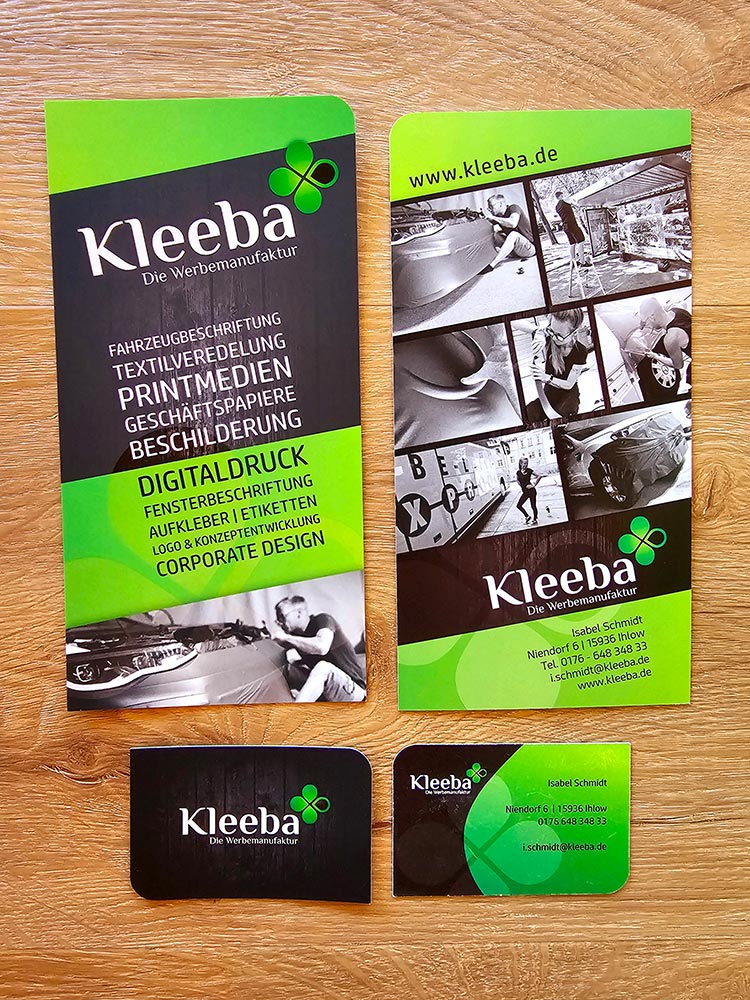 Kleeba
Die Werbemanufaktur
FAHRZEUGBESCHRIFTUNG
TEXTILVEREDELUNG
PRINTMEDIEN
GESCHÄFTSPAPIERE
BESCHILDERUNG
DIGITALDRUCK
FENSTERBESCHRIFTUNG
AUFKLEBER | ETIKETTEN
LOGO & KONZEPTENTWICKLUNG
CORPORATE DESIGN
www.kleeba.de
BEL
XPO
Kleeba
Die Werbemanufaktur
Isabel Schmidt
Niendorf 6 | 15936 Ihlow
Tel. 0176 - 648 348 33
i.schmidt@kleeba.de
www.kleeba.de
Kleeba
Die Werbemanufaktur
Kleeba
Die Werbemanufaktur
Isabel Schmidt
Niendorf 6 | 15936 Ihlow
0176 648 348 33
i.schmidt@kleeba.de